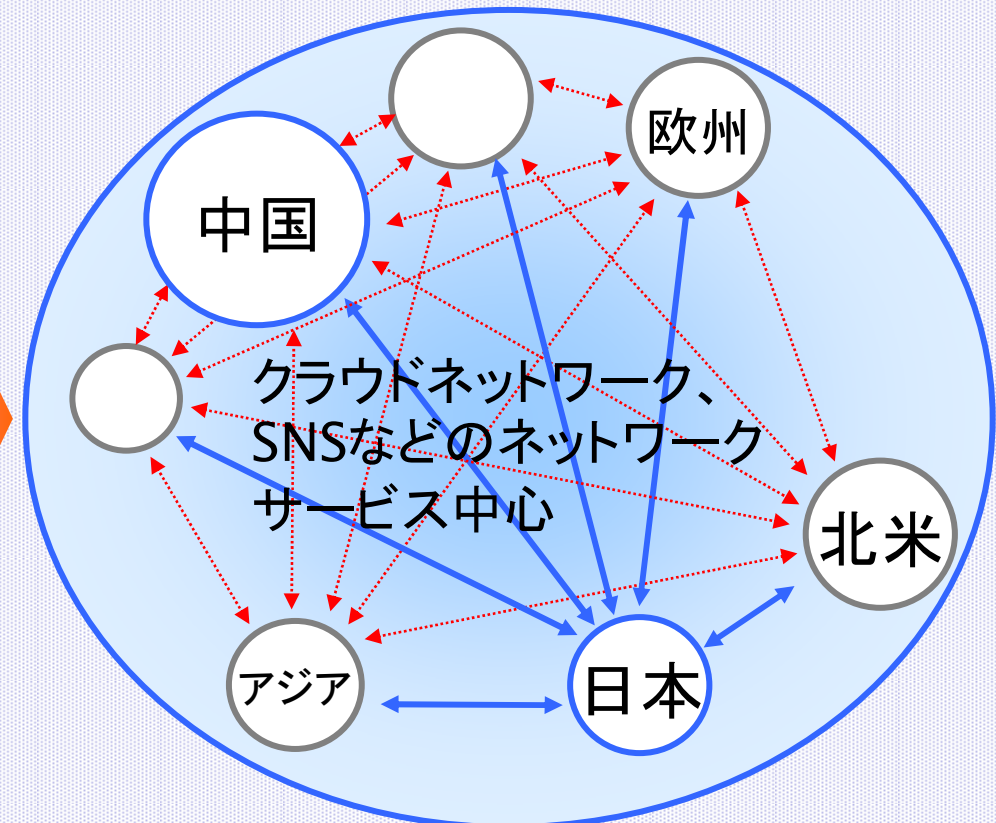 欧州
中国
クラウドネットワーク、
SNSなどのネットワーク
サービス中心
北米
アジア
日本